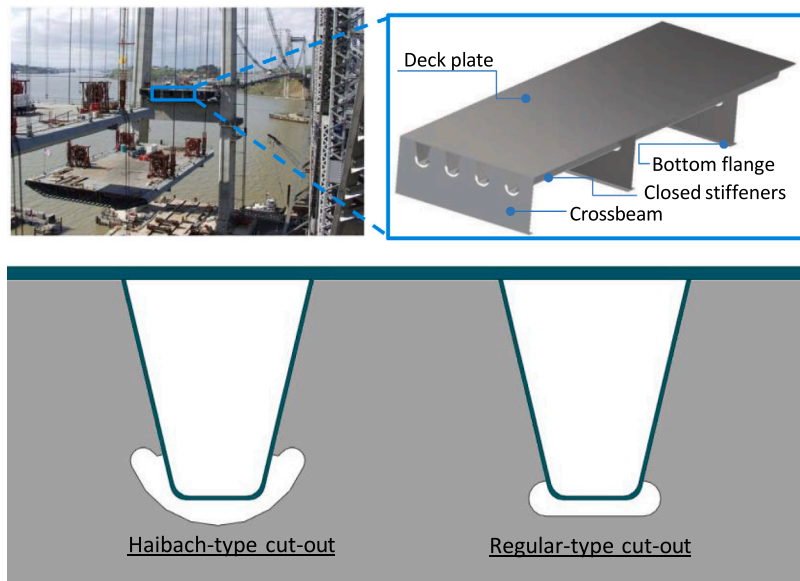 Deck plate
Bottom flange
Closed stiffeners
Crossbeam
Haibach-type cut-out
Regular-type cut-out